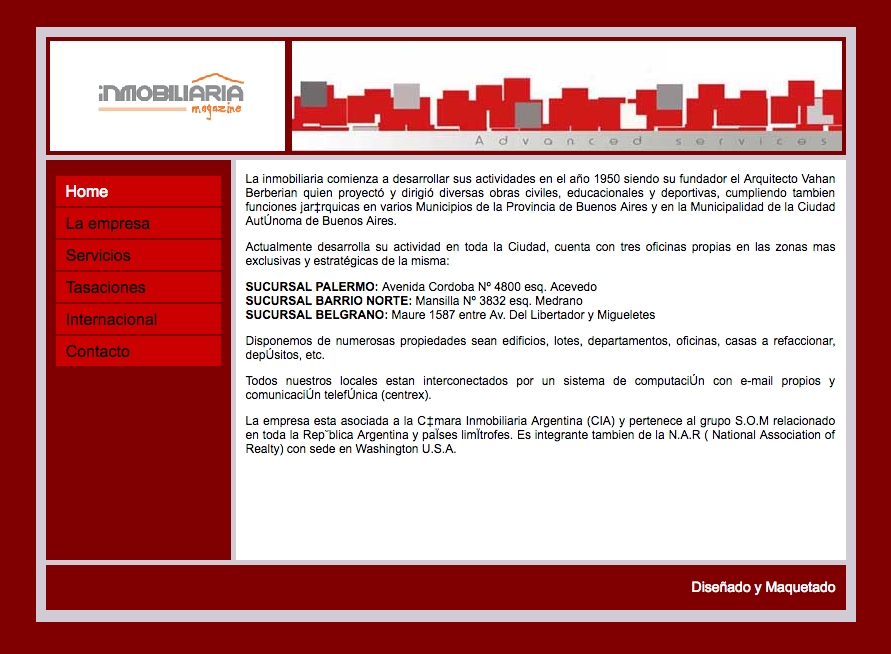 iNMOBILIARIA
magazine
Advanced services
Home
La empresa
Servicios
Tasaciones
Internacional
Contacto
La inmobiliaria comienza a desarrollar sus actividades en el año 1950 siendo su fundador el Arquitecto Vahan
Berberian quien proyectó y dirigió diversas obras civiles, educacionales y deportivas, cumpliendo tambien
funciones jar‡rquicas en varios Municipios de la Provincia de Buenos Aires y en la Municipalidad de la Ciudad
AutÚnoma de Buenos Aires.
Actualmente desarrolla su actividad en toda la Ciudad, cuenta con tres oficinas propias en las zonas mas
exclusivas y estratégicas de la misma:
SUCURSAL PALERMO: Avenida Cordoba Nº 4800 esq. Acevedo
SUCURSAL BARRIO NORTE: Mansilla Nº 3832 esq. Medrano
SUCURSAL BELGRANO: Maure 1587 entre Av. Del Libertador y Migueletes
Disponemos de numerosas propiedades sean edificios, lotes, departamentos, oficinas, casas a refaccionar,
depÚsitos, etc.
Todos nuestros locales estan interconectados por un sistema de computaciÚn con e-mail propios y
comunicaciÚn telefÚnica (centrex).
La empresa esta asociada a la C‡mara Inmobiliaria Argentina (CIA) y pertenece al grupo S.O.M relacionado
en toda la Rep˙blica Argentina y paÌses limÌtrofes. Es integrante tambien de la N.A.R ( National Association of
Realty) con sede en Washington U.S.A.
Diseñado y Maquetado